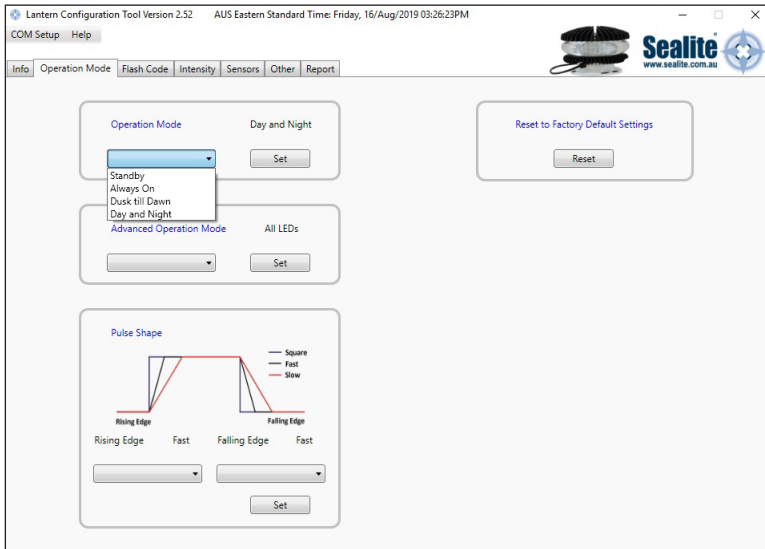 Lantern Configuration Tool Version 2.52 AUS Eastern Standard Time: Friday, 16/Aug/2019 03:26:23PM
COM Setup Help
Sealite
www.sealite.com.au
Info Operation Mode Flash Code Intensity Sensors Other Report
Operation Mode Day and Night
Set
Standby
Always On
Dusk till Dawn
Day and Night
Reset to Factory Default Settings
Reset
Advanced Operation Mode All LEDs
Set
Pulse Shape
Square
Fast
Slow
Rising Edge Falling Edge
Rising Edge Fast Falling Edge Fast
Set